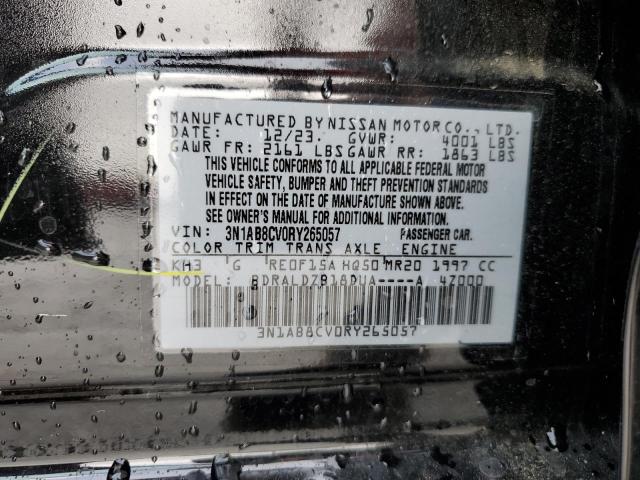 MANUFACTURED BY NISSAN MOTOR CO., LTD.
DATE: 12/23. GVWR: 4001 LBS
GAWR FR: 2161 LBS GAWR RR: 1863 LBS
THIS VEHICLE CONFORMS TO ALL APPLICABLE FEDERAL MOTOR
VEHICLE SAFETY, BUMPER AND THEFT PREVENTION STANDARDS
IN EFFECT ON THE DATE OF MANUFACTURE SHOWN ABOVE.
SEE OWNER'S MANUAL FOR ADDITIONAL INFORMATION.
VIN: 3N1AB8CV0RY265057 PASSENGER CAR.
COLOR TRIM TRANS AXLE ENGINE
KH3 G RE0F15A HQ50 MR20 1997 CC
MODEL: BDRALDZB18DUA----A 4Z000
3N1AB8CV0RY265057